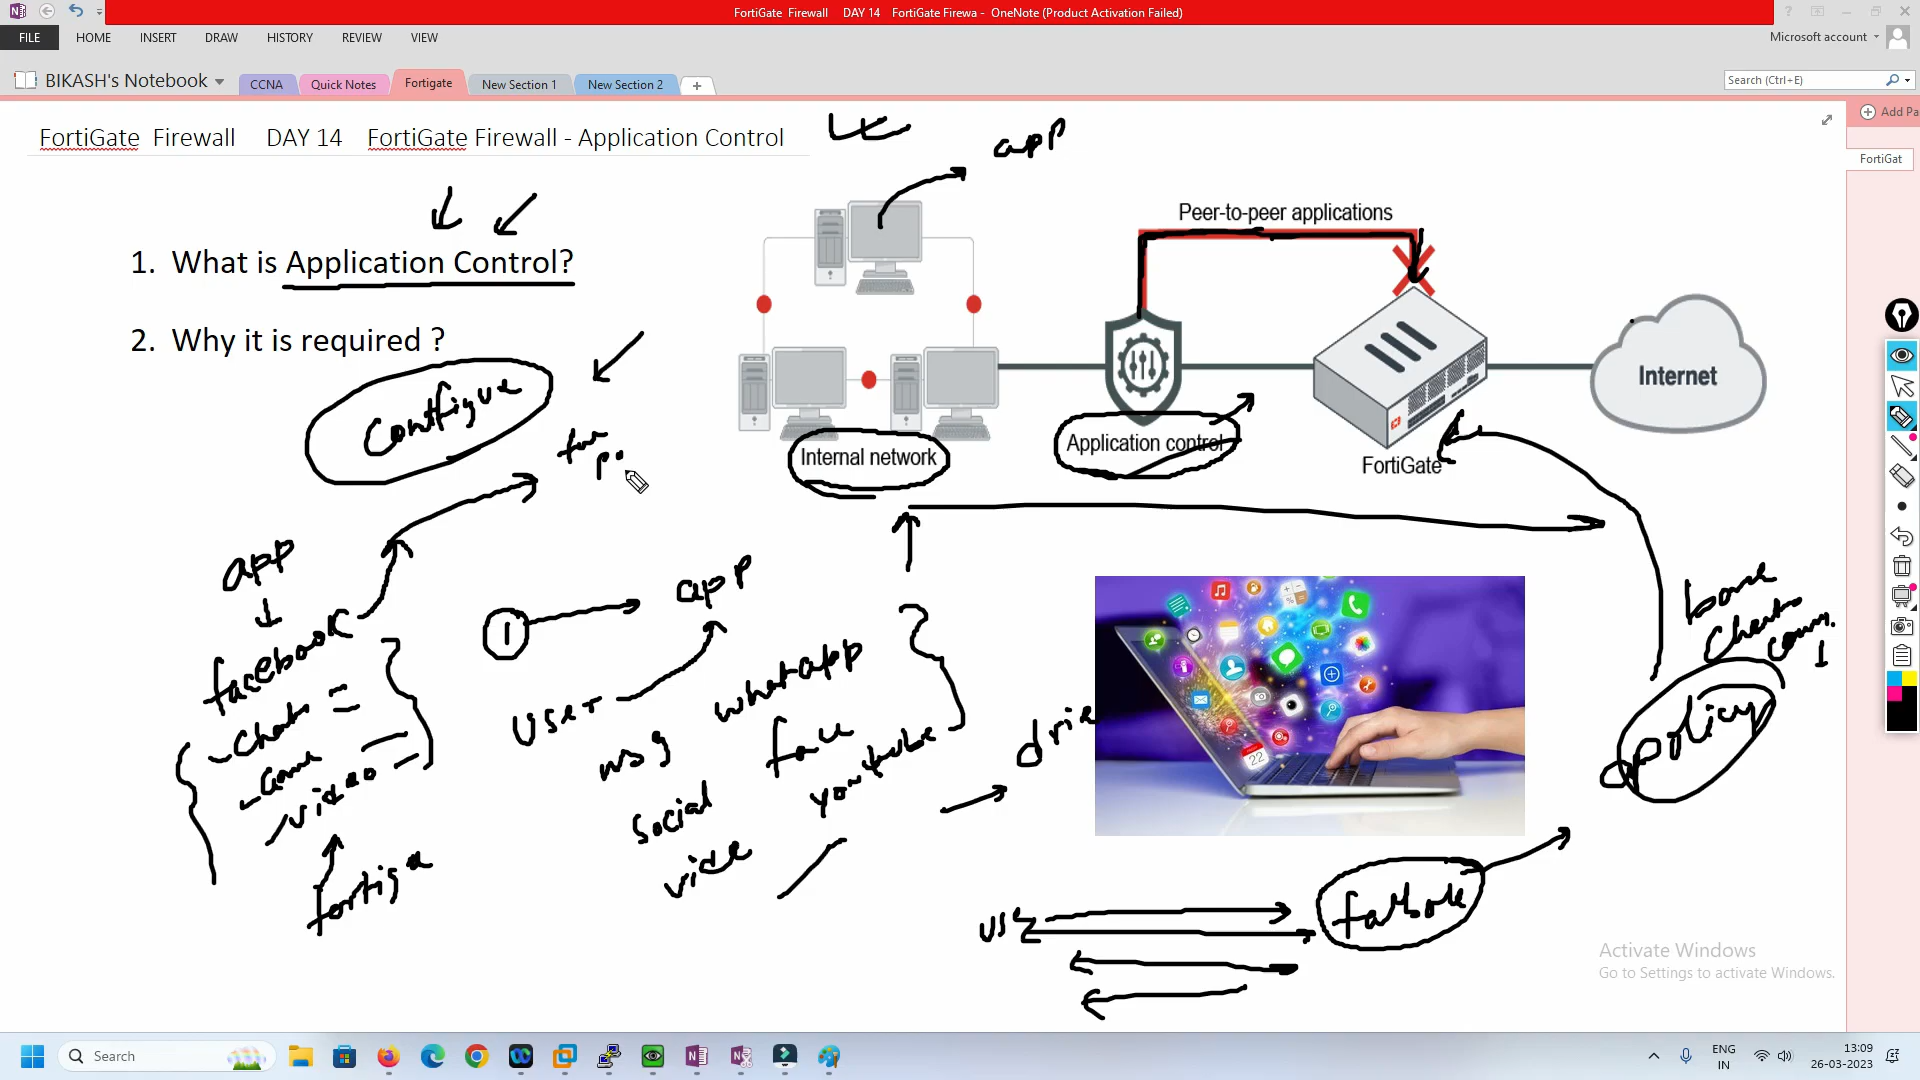 FortiGate Firewall DAY 14 FortiGate Firewa - OneNote (Product Activation Failed)
FILE HOME INSERT DRAW HISTORY REVIEW VIEW
Microsoft account
BIKASH's Notebook
CCNA
Quick Notes
Fortigate
New Section 1
New Section 2
Search (Ctrl+E)
Add Pa
FortiGat
FortiGate Firewall DAY 14 FortiGate Firewall - Application Control
app
Peer-to-peer applications
1. What is Application Control?
2. Why it is required ?
Configue
Internal network
Application control
FortiGate
Internet
app
facebook
chat
Game
video
1
app
user
whatapp
msg
social
youtube
vide
policy
Activate Windows
Go to Settings to activate Windows.
Search
22
ENG
IN
13:09
26-03-2023